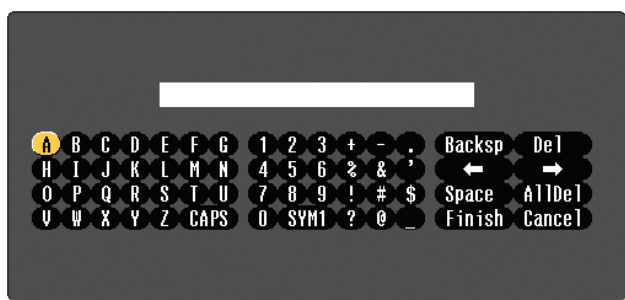 A B C D E F G 1 2 3 + - . Backsp Del
H I J K L M N 4 5 6 % & ' ← →
O P Q R S T U 7 8 9 ! # $ Space AllDel
V W X Y Z CAPS 0 SYM1 ? @ _ Finish Cancel